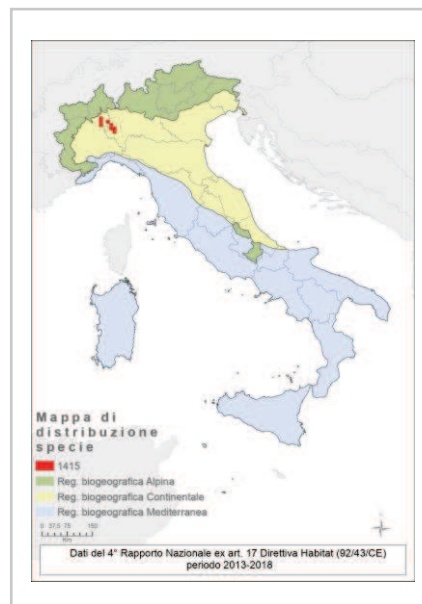 Mappa di
distribuzione
specie
1415
Reg. biogeografica Alpina
Reg. biogeografica Continentale
Reg. biogeografica Mediterranea
0 37,5 75 150
Km
Dati del 4° Rapporto Nazionale ex art. 17 Direttiva Habitat (92/43/CE)
periodo 2013-2018